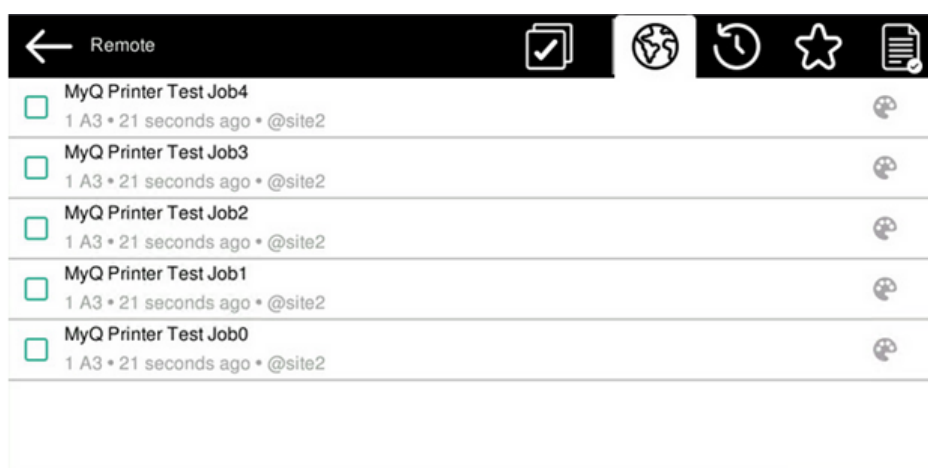 Remote
MyQ Printer Test Job4
1 A3 • 21 seconds ago • @site2
MyQ Printer Test Job3
1 A3 • 21 seconds ago • @site2
MyQ Printer Test Job2
1 A3 • 21 seconds ago • @site2
MyQ Printer Test Job1
1 A3 • 21 seconds ago • @site2
MyQ Printer Test Job0
1 A3 • 21 seconds ago • @site2